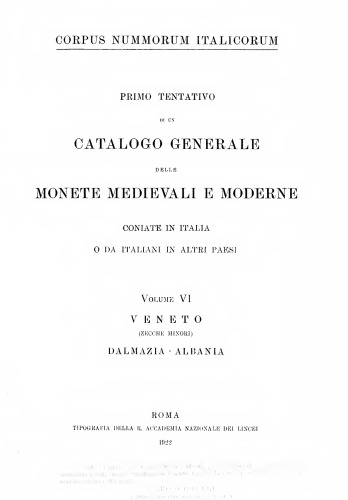 CORPUS NUMMORUM ITALICORUM
PRIMO TENTATIVO
DI UN
CATALOGO GENERALE
DELLE
MONETE MEDIEVALI E MODERNE
CONIATE IN ITALIA
O DA ITALIANI IN ALTRI PAESI
VOLUME VI
VENETO
(ZECCHE MINORI)
DALMAZIA - ALBANIA
ROMA
TIPOGRAFIA DELLA R. ACCADEMIA NAZIONALE DEI LINCEI
1922